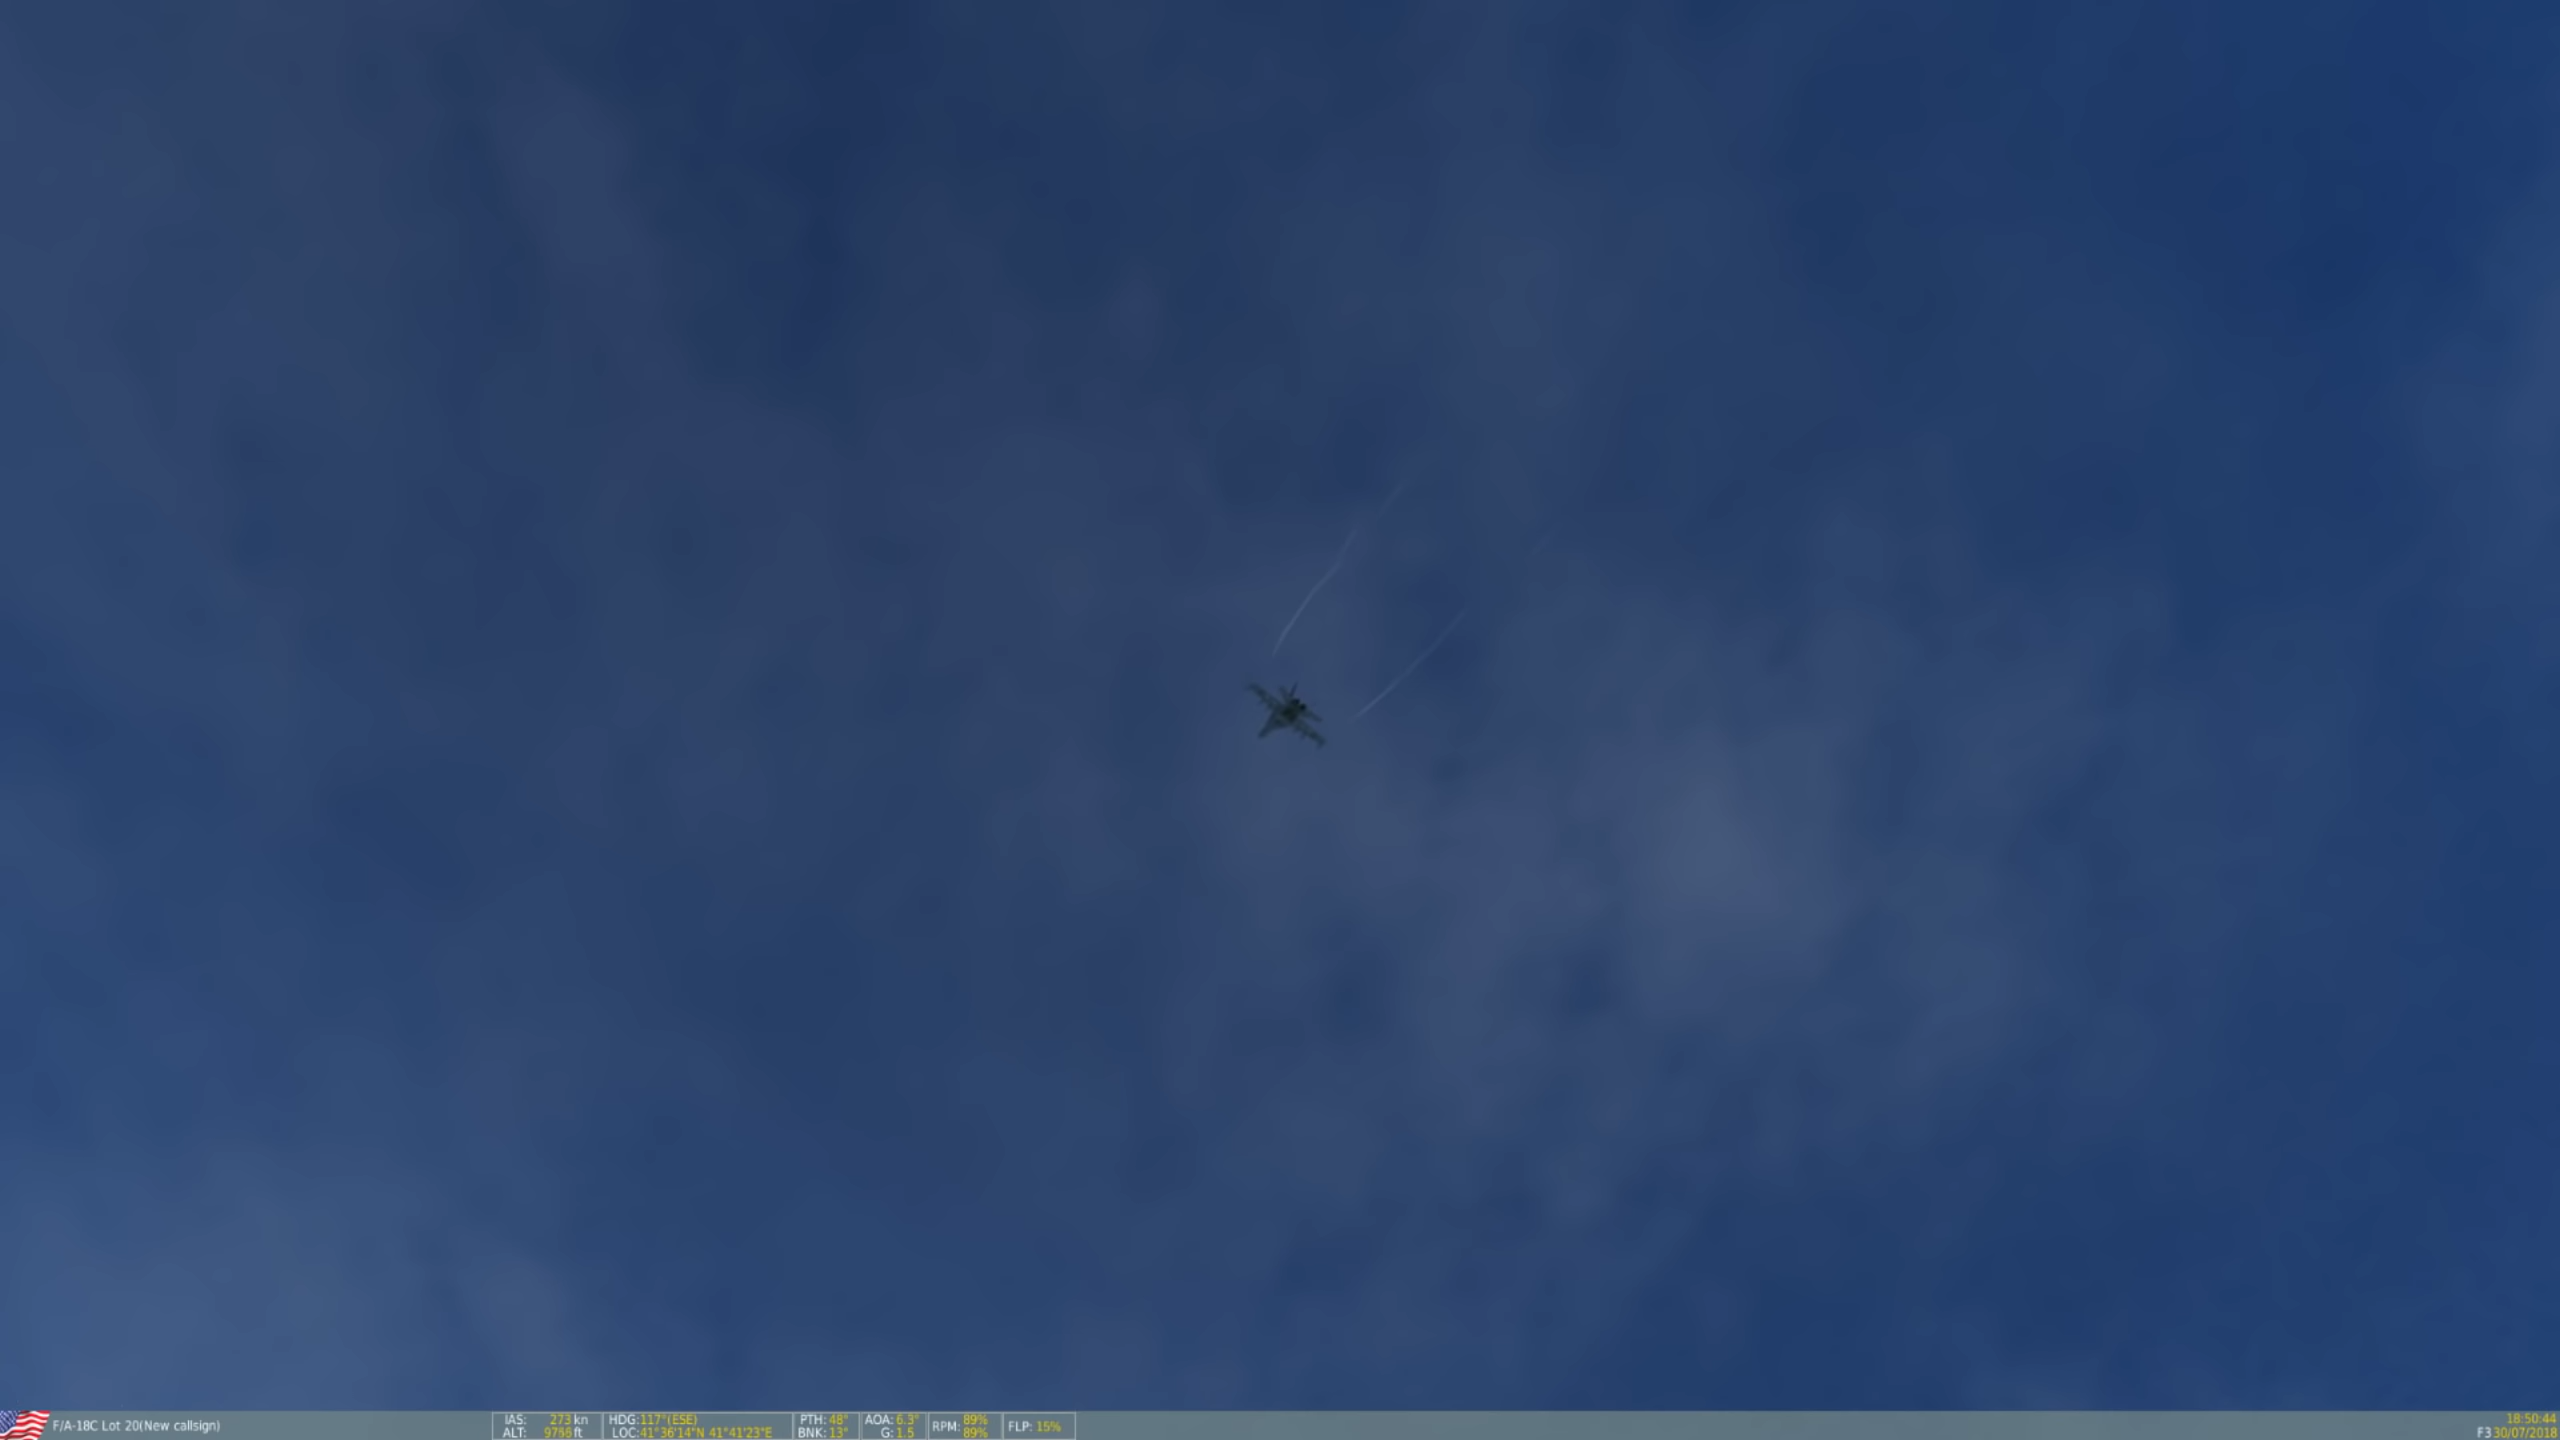 F/A-18C Lot 20(New callsign)
IAS: 273 kn
ALT: 9766 ft
HDG:117°(ESE)
LOC:41°36'14"N 41°41'23"E
PTH: 48°
BNK: 13°
AOA: 6.3°
G: 1.5
RPM: 89%
89%
FLP: 15%
18:50:44
F3 30/07/2018